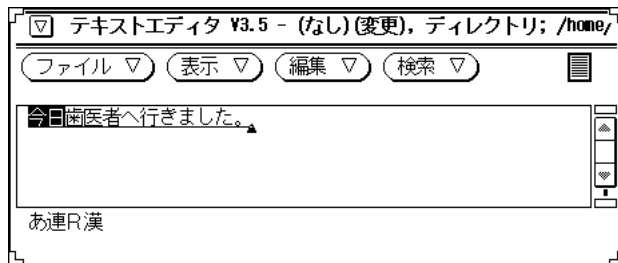 テキストエディタ V3.5 - (なし)(変更), ディレクトリ; /home/
ファイル ▽ 表示 ▽ 編集 ▽ 検索 ▽
今日歯医者へ行きました。
あ連R漢